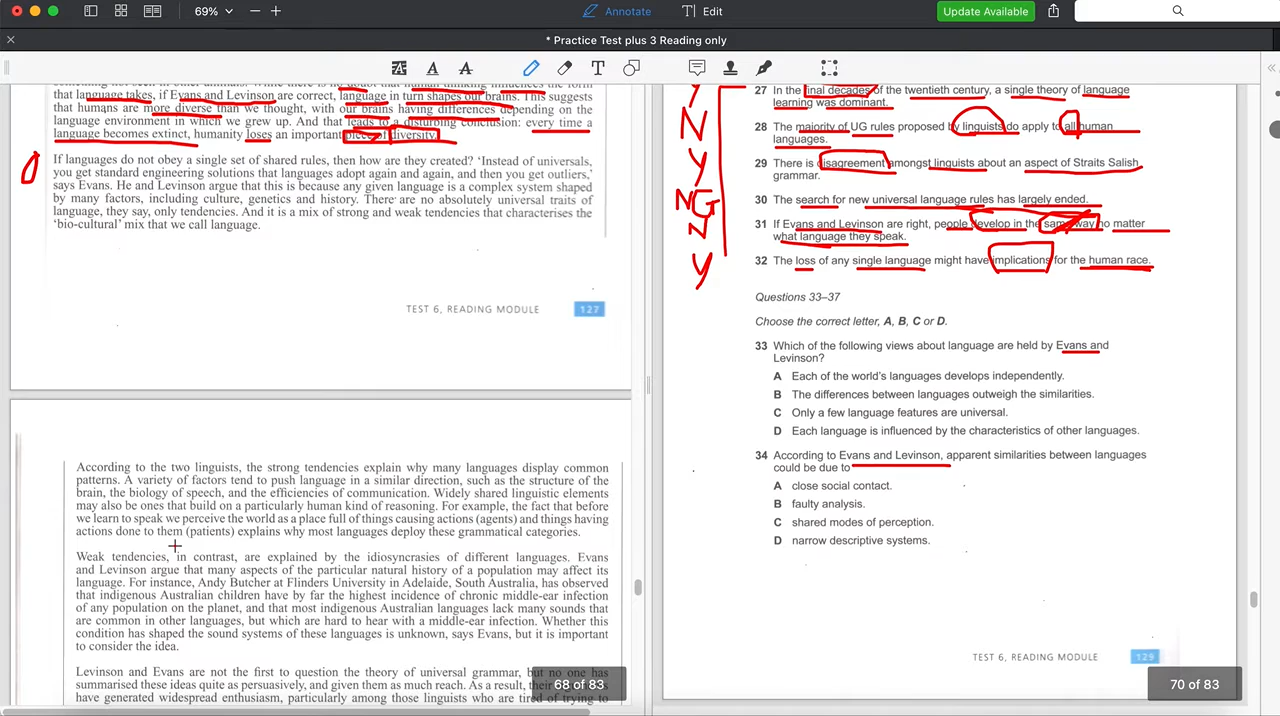 69%
Annotate
Edit
Update Available
* Practice Test plus 3 Reading only
that language takes, if Evans and Levinson are correct, language in turn shapes our brains. This suggests
that humans are more diverse than we thought, with our brains having differences depending on the
language environment in which we grew up. And that leads to a disturbing conclusion: every time a
language becomes extinct, humanity loses an important piece of diversity.
If languages do not obey a single set of shared rules, then how are they created? ‘Instead of universals,
you get standard engineering solutions that languages adopt again and again, and then you get outliers,’
says Evans. He and Levinson argue that this is because any given language is a complex system shaped
by many factors, including culture, genetics and history. There are no absolutely universal traits of
language, they say, only tendencies. And it is a mix of strong and weak tendencies that characterises the
‘bio-cultural’ mix that we call language.
TEST 6, READING MODULE 127
According to the two linguists, the strong tendencies explain why many languages display common
patterns. A variety of factors tend to push language in a similar direction, such as the structure of the
brain, the biology of speech, and the efficiencies of communication. Widely shared linguistic elements
may also be ones that build on a particularly human kind of reasoning. For example, the fact that before
we learn to speak we perceive the world as a place full of things causing actions (agents) and things having
actions done to them (patients) explains why most languages deploy these grammatical categories.
Weak tendencies, in contrast, are explained by the idiosyncrasies of different languages. Evans
and Levinson argue that many aspects of the particular natural history of a population may affect its
language. For instance, Andy Butcher at Flinders University in Adelaide, South Australia, has observed
that indigenous Australian children have by far the highest incidence of chronic middle-ear infection
of any population on the planet, and that most indigenous Australian languages lack many sounds that
are common in other languages, but which are hard to hear with a middle-ear infection. Whether this
condition has shaped the sound systems of these languages is unknown, says Evans, but it is important
to consider the idea.
Levinson and Evans are not the first to question the theory of universal grammar, but no one has
summarised these ideas quite as persuasively, and given them as much reach. As a result, their
have generated widespread enthusiasm, particularly among those linguists who are tired of trying to
68 of 83
Y
N
Y
NG
N
Y
27 In the final decades of the twentieth century, a single theory of language
learning was dominant.
28 The majority of UG rules proposed by linguists do apply to all human
languages.
29 There is disagreement amongst linguists about an aspect of Straits Salish
grammar.
30 The search for new universal language rules has largely ended.
31 If Evans and Levinson are right, people develop in the same way no matter
what language they speak.
32 The loss of any single language might have implications for the human race.
Questions 33–37
Choose the correct letter, A, B, C or D.
33 Which of the following views about language are held by Evans and
Levinson?
A Each of the world's languages develops independently.
B The differences between languages outweigh the similarities.
C Only a few language features are universal.
D Each language is influenced by the characteristics of other languages.
34 According to Evans and Levinson, apparent similarities between languages
could be due to
A close social contact.
B faulty analysis.
C shared modes of perception.
D narrow descriptive systems.
TEST 6, READING MODULE 129
70 of 83